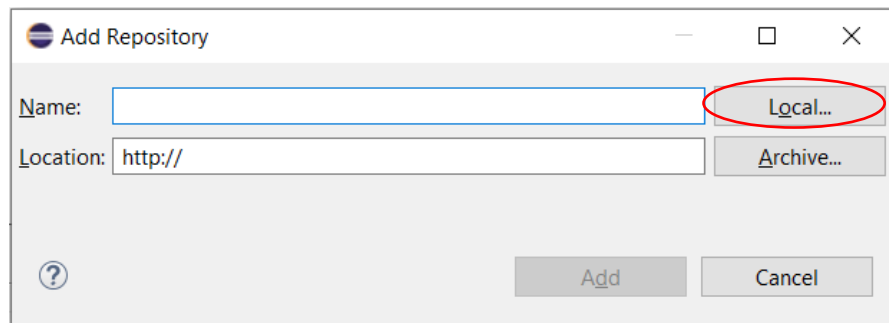 Add Repository
Name: Local...
Location: http:// Archive...
? Add Cancel